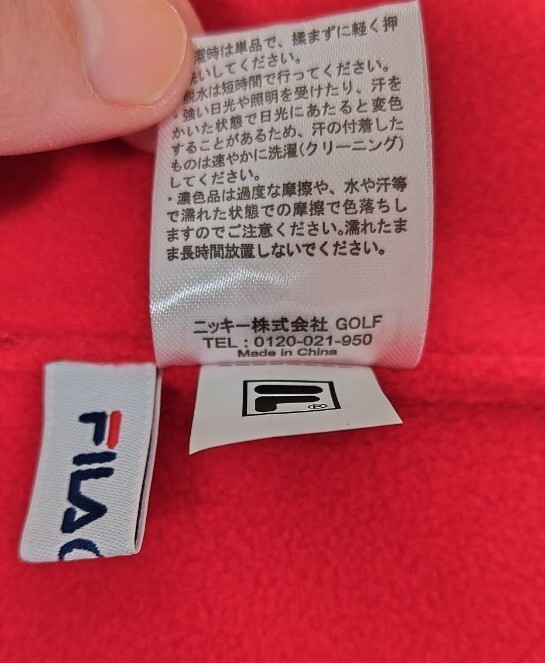 濯時は単品で、揉まずに軽く押
洗いしてください。
脱水は短時間で行ってください。
・強い日光や照明を受けたり、汗を
かいた状態で日光にあたると変色
することがあるため、汗の付着した
ものは速やかに洗濯(クリーニング)
してください。
・濃色品は過度な摩擦や、水や汗等
で濡れた状態での摩擦で色落ちし
ますのでご注意ください。濡れたま
ま長時間放置しないでください。
ニッキー株式会社 GOLF
TEL : 0120-021-950
Made in China
F®
FILA